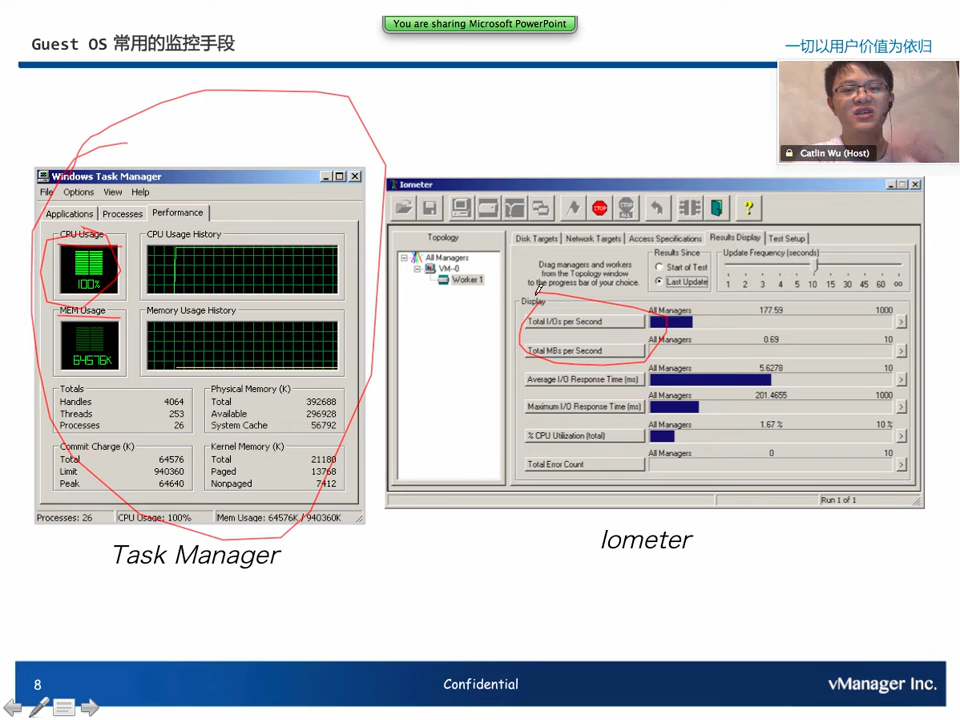 You are sharing Microsoft PowerPoint
Guest OS 常用的监控手段
一切以用户价值为依归
Catlin Wu (Host)
Windows Task Manager
File Options View Help
Applications Processes Performance
CPU Usage CPU Usage History
100%
MEM Usage Memory Usage History
64576K
Totals
Handles 4064
Threads 253
Processes 26
Physical Memory (K)
Total 392688
Available 296928
System Cache 56792
Commit Charge (K)
Total 64576
Limit 940360
Peak 64640
Kernel Memory (K)
Total 21180
Paged 13768
Nonpaged 7412
Processes: 26 CPU Usage: 100% Mem Usage: 64576K / 940360K
Task Manager
Iometer
STOP
STOP ALL
?
Topology
All Managers
VM-0
Worker 1
Disk Targets Network Targets Access Specifications Results Display Test Setup
Drag managers and workers
from the Topology window
to the progress bar of your choice.
Results Since
Start of Test
Last Update
Update Frequency (seconds)
1 2 3 4 5 10 15 30 45 60 ∞
Display
All Managers 177.59 1000
Total I/Os per Second >
All Managers 0.69 10
Total MBs per Second >
All Managers 5.6278 10
Average I/O Response Time (ms) >
All Managers 201.4655 1000
Maximum I/O Response Time (ms) >
All Managers 1.67 % 10 %
% CPU Utilization (total) >
All Managers 0 10
Total Error Count >
Run 1 of 1
Iometer
8
Confidential
vManager Inc.